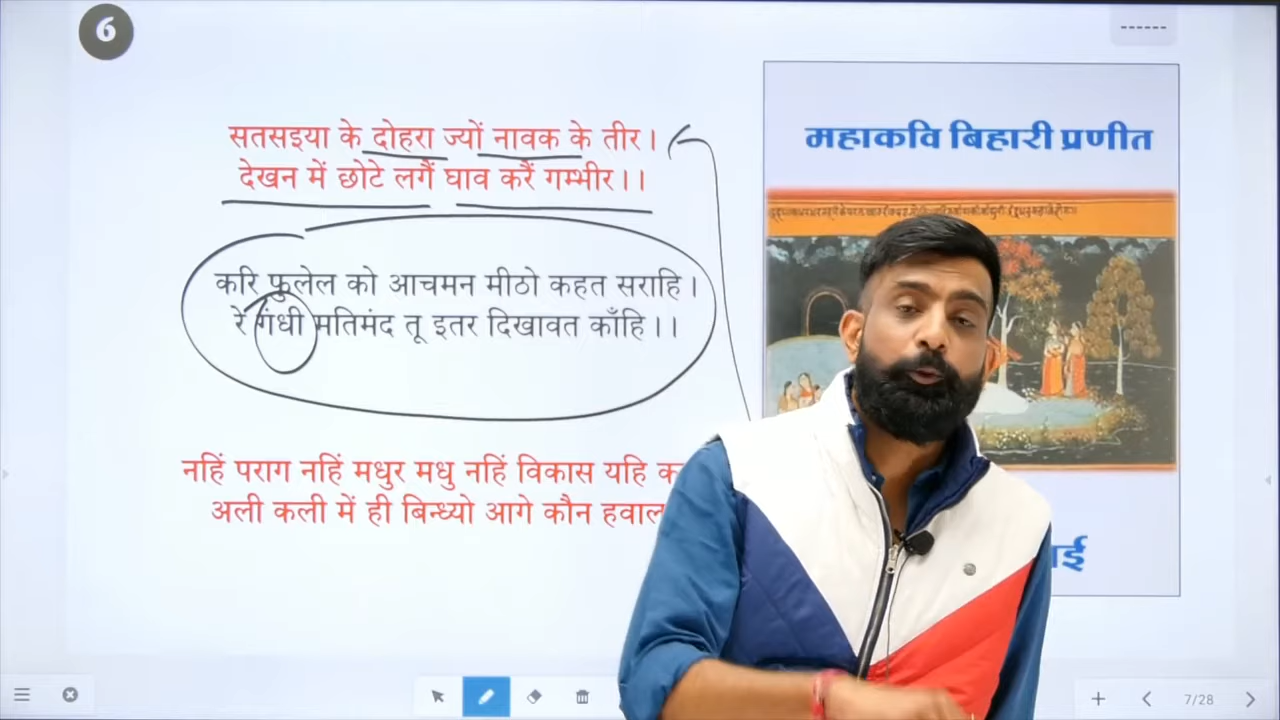 6
------
सतसइया के दोहरा ज्यों नावक के तीर।
देखन में छोटे लगैं घाव करैं गम्भीर।।
करि फुलेल को आचमन मीठो कहत सराहि।
रे गंधी मतिमंद तू इतर दिखावत काँहि।।
नहिं पराग नहिं मधुर मधु नहिं विकास यहि
अली कली में ही बिन्ध्यो आगे कौन हवाल
महाकवि बिहारी प्रणीत
7/28